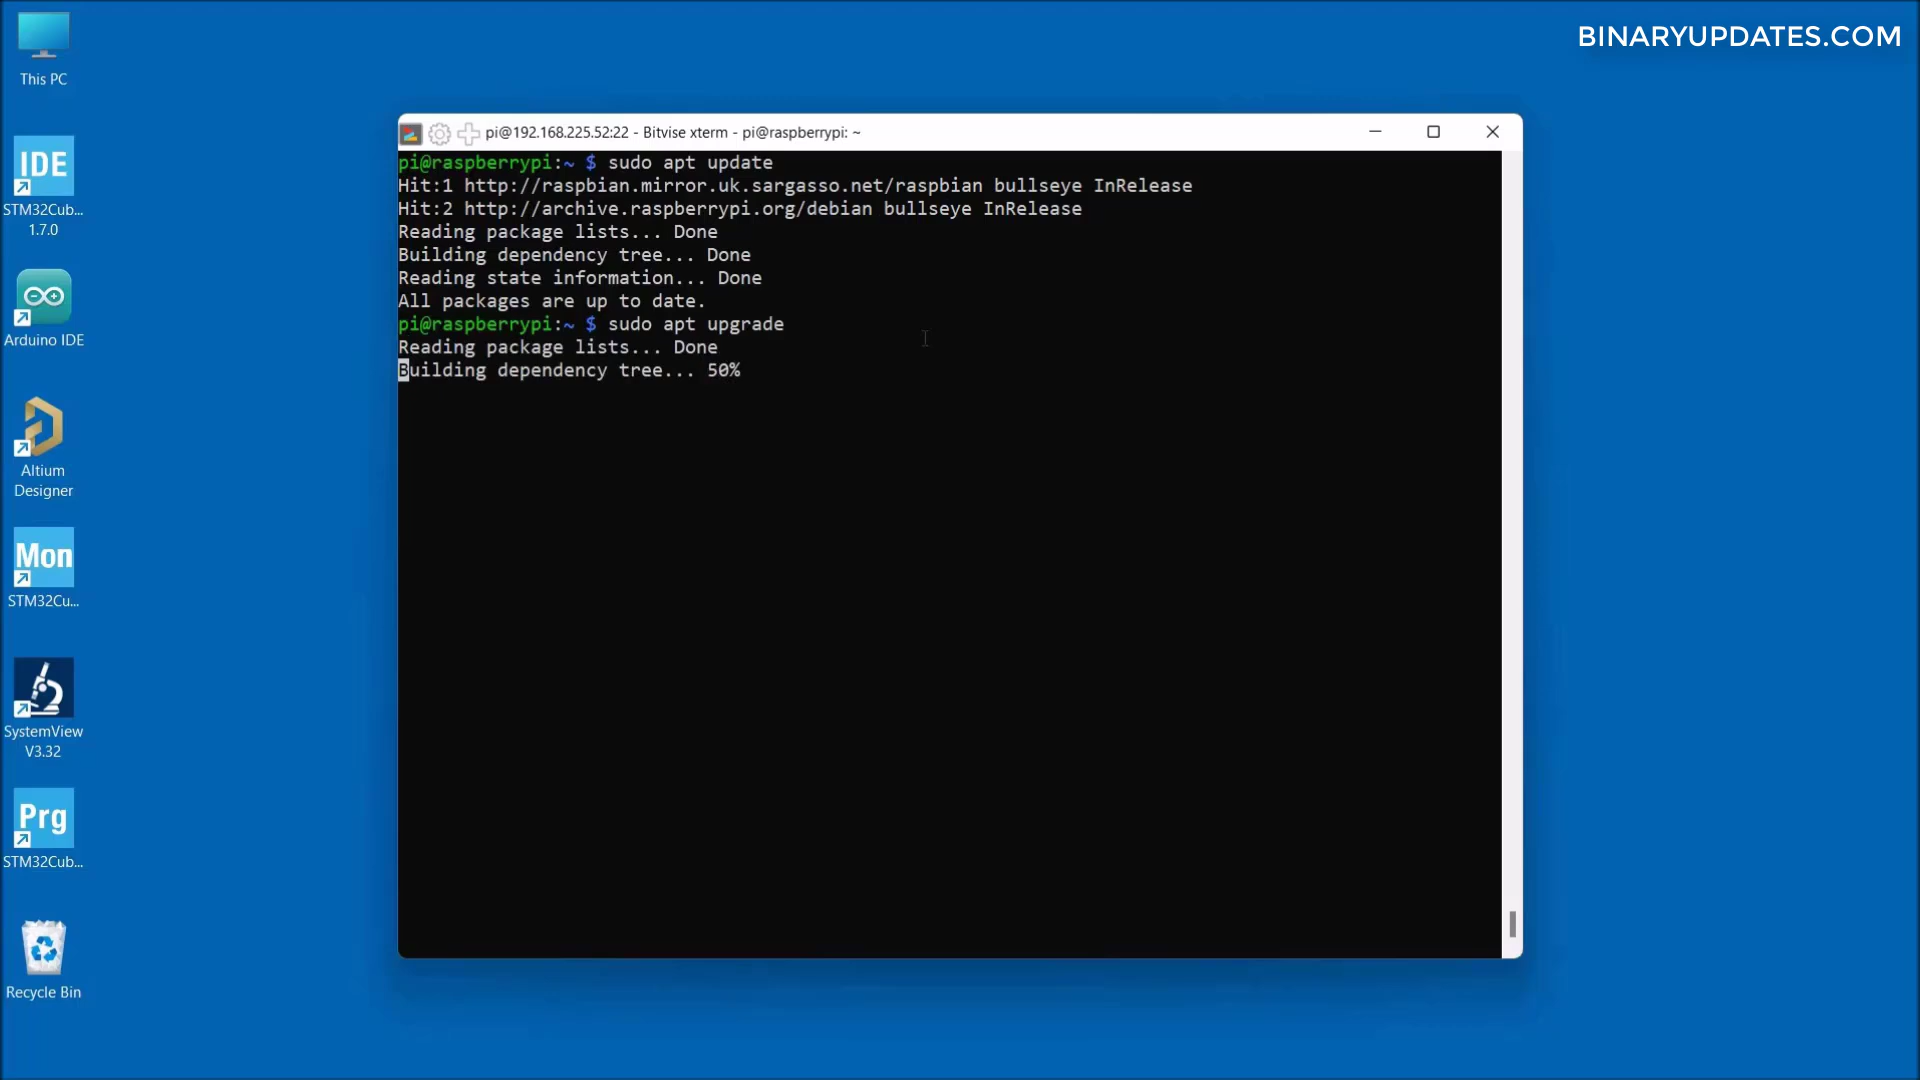 BINARYUPDATES.COM
This PC
IDE
STM32Cub...
1.7.0
Arduino IDE
Altium
Designer
Mon
STM32Cu...
SystemView
V3.32
Prg
STM32Cub...
Recycle Bin
pi@192.168.225.52:22 - Bitvise xterm - pi@raspberrypi: ~
pi@raspberrypi:~ $ sudo apt update
Hit:1 http://raspbian.mirror.uk.sargasso.net/raspbian bullseye InRelease
Hit:2 http://archive.raspberrypi.org/debian bullseye InRelease
Reading package lists... Done
Building dependency tree... Done
Reading state information... Done
All packages are up to date.
pi@raspberrypi:~ $ sudo apt upgrade
Reading package lists... Done
Building dependency tree... 50%